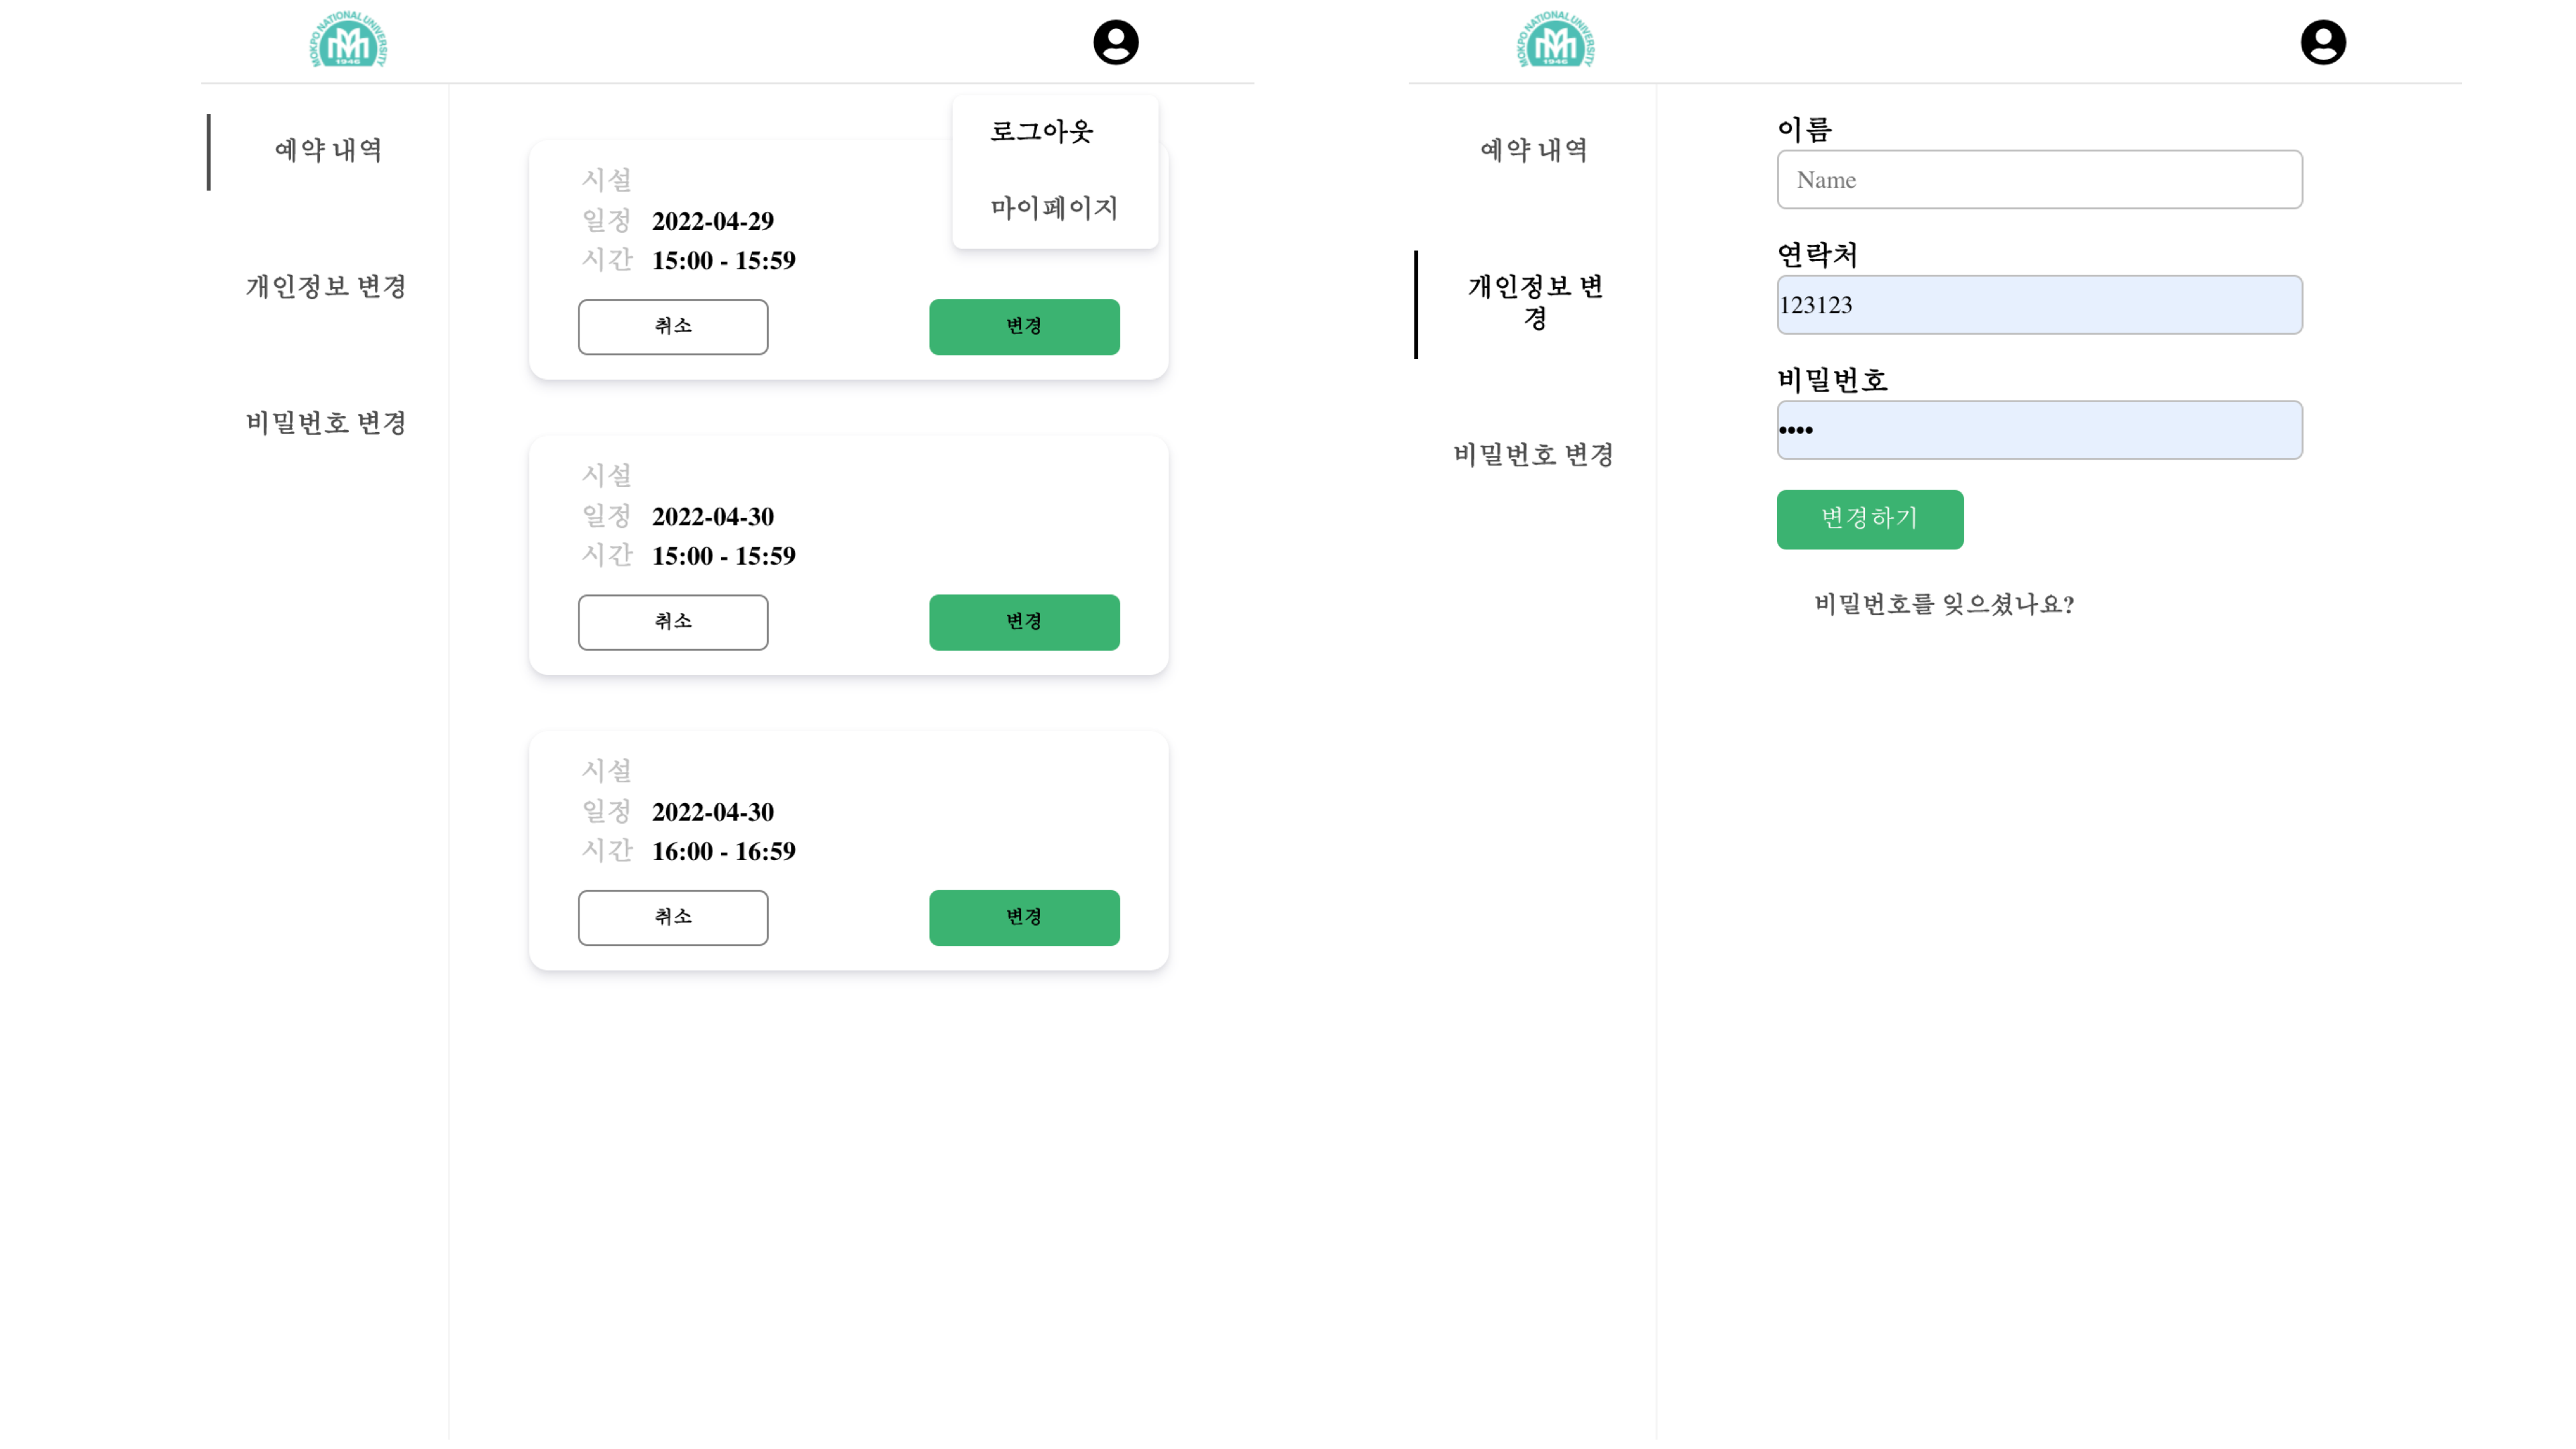 MOKPO NATIONAL UNIVERSITY
1946
예약 내역
개인정보 변경
비밀번호 변경
로그아웃
마이페이지
시설
일정 2022-04-29
시간 15:00 - 15:59
취소 변경
시설
일정 2022-04-30
시간 15:00 - 15:59
취소 변경
시설
일정 2022-04-30
시간 16:00 - 16:59
취소 변경
MOKPO NATIONAL UNIVERSITY
1946
예약 내역
개인정보 변
경
비밀번호 변경
이름
Name
연락처
123123
비밀번호
••••
변경하기
비밀번호를 잊으셨나요?